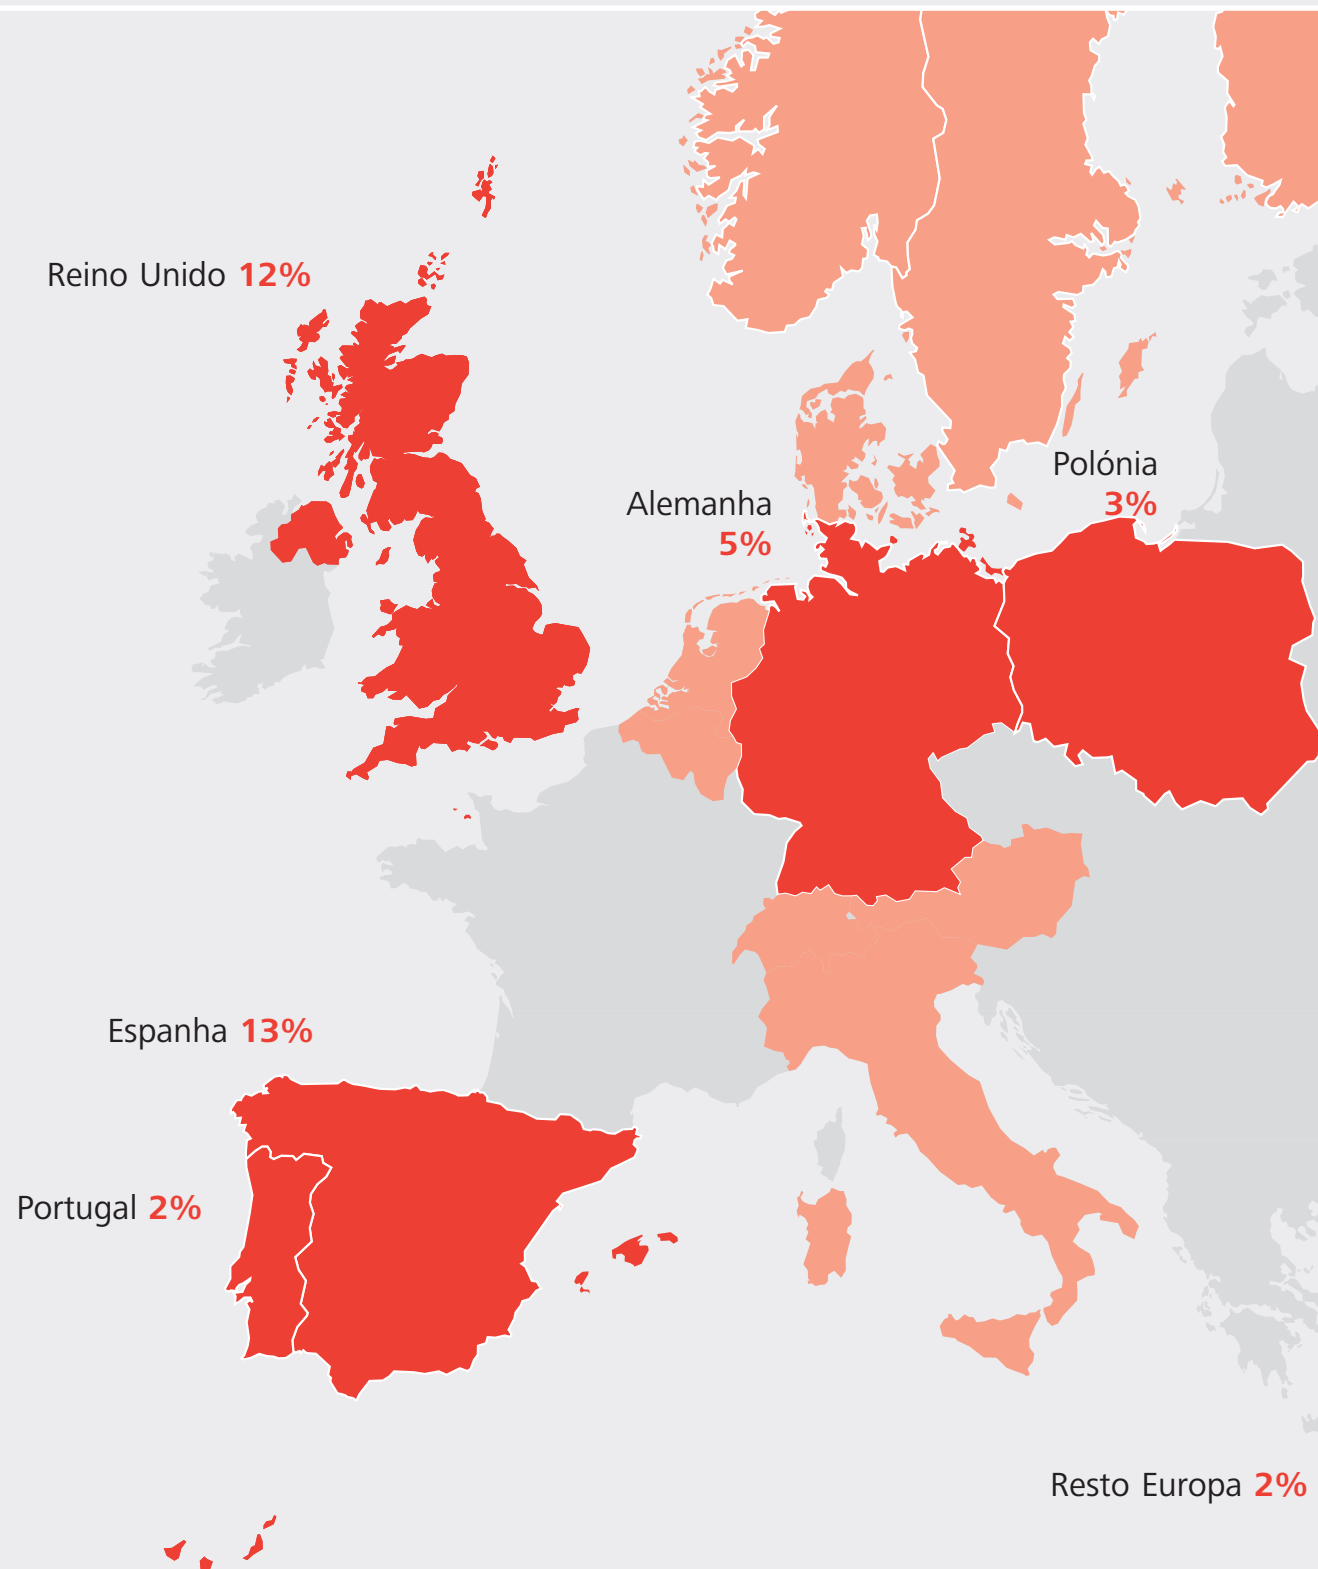 Reino Unido 12%
Polónia
3%
Alemanha
5%
Espanha 13%
Portugal 2%
Resto Europa 2%